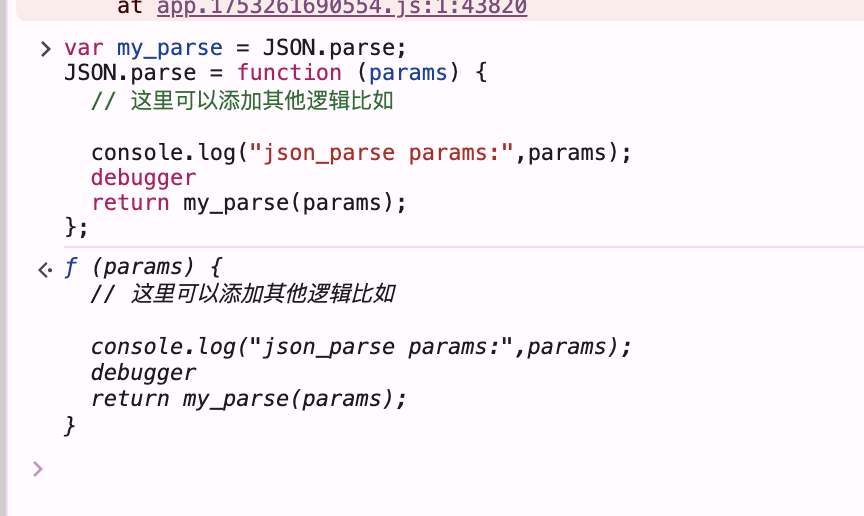 at app.1753261690554.js:1:43820
var my_parse = JSON.parse;
JSON.parse = function (params) {
// 这里可以添加其他逻辑比如
console.log("json_parse params:",params);
debugger
return my_parse(params);
};
ƒ (params) {
// 这里可以添加其他逻辑比如
console.log("json_parse params:",params);
debugger
return my_parse(params);
}